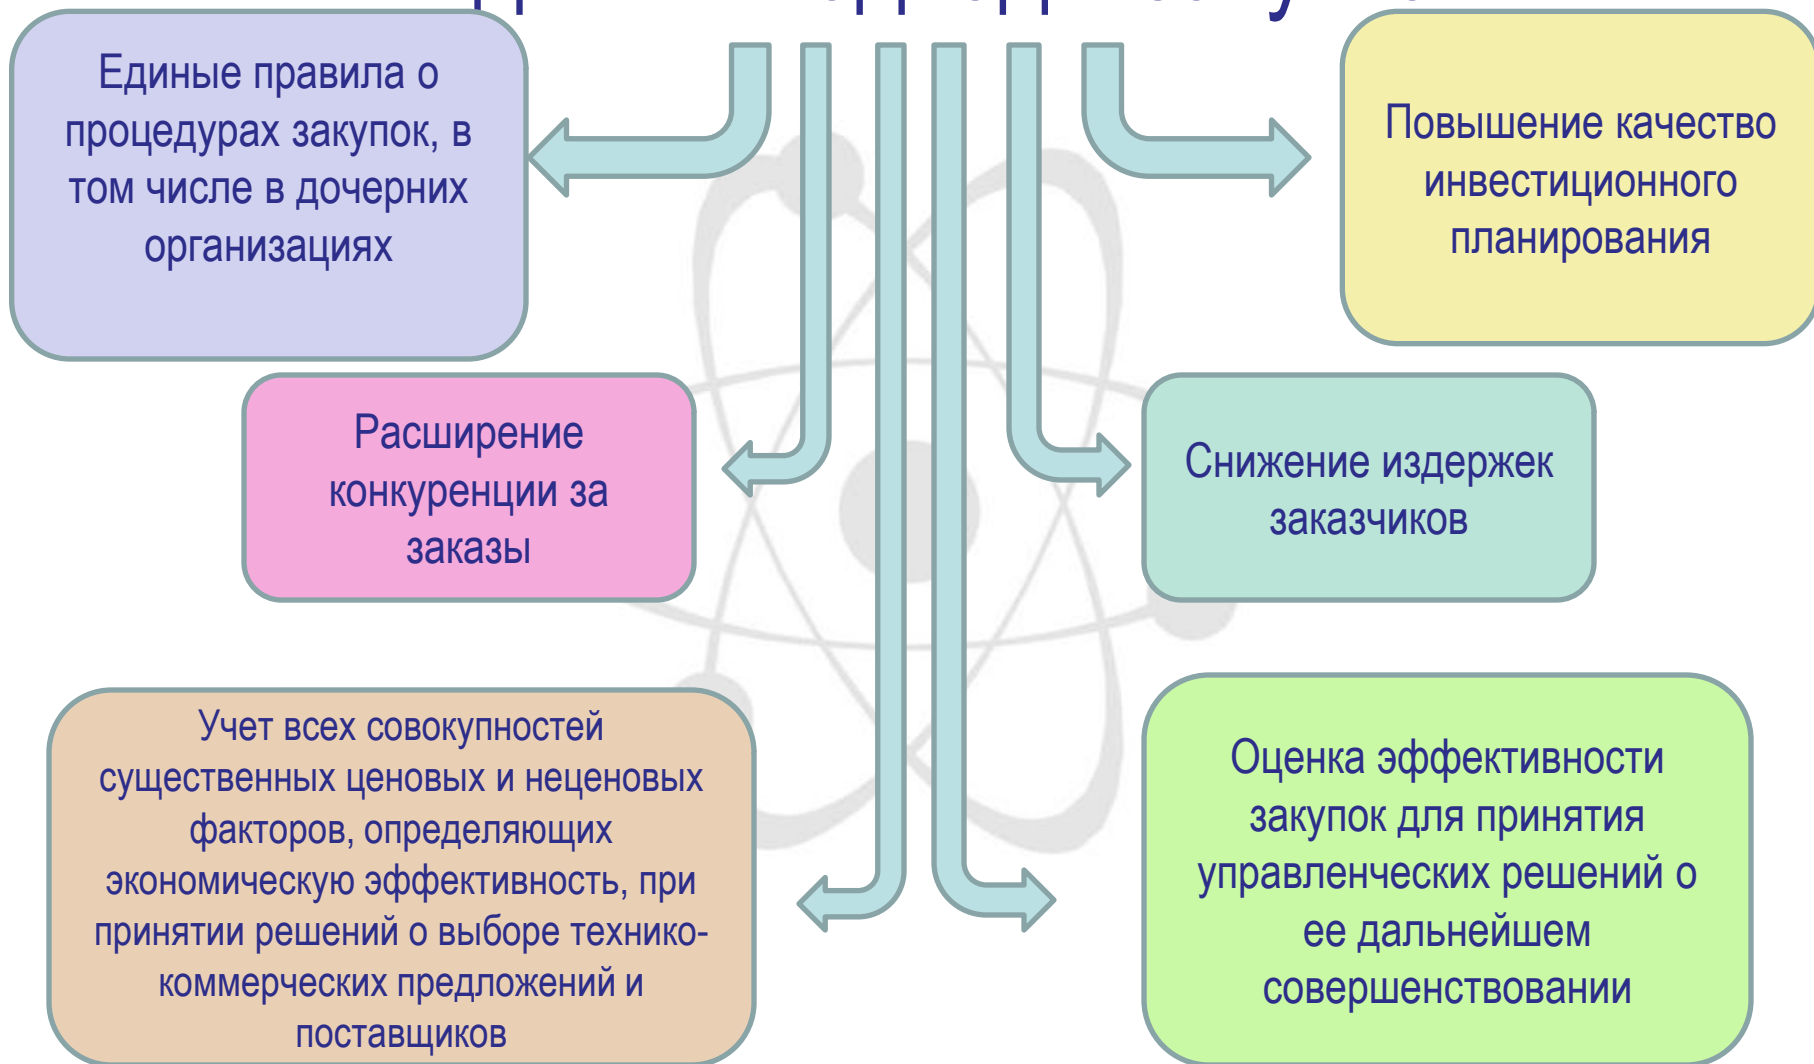 Единые правила о
процедурах закупок, в
том числе в дочерних
организациях
Повышение качество
инвестиционного
планирования
Расширение
конкуренции за
заказы
Снижение издержек
заказчиков
Учет всех совокупностей
существенных ценовых и неценовых
факторов, определяющих
экономическую эффективность, при
принятии решений о выборе технико-
коммерческих предложений и
поставщиков
Оценка эффективности
закупок для принятия
управленческих решений о
ее дальнейшем
совершенствовании